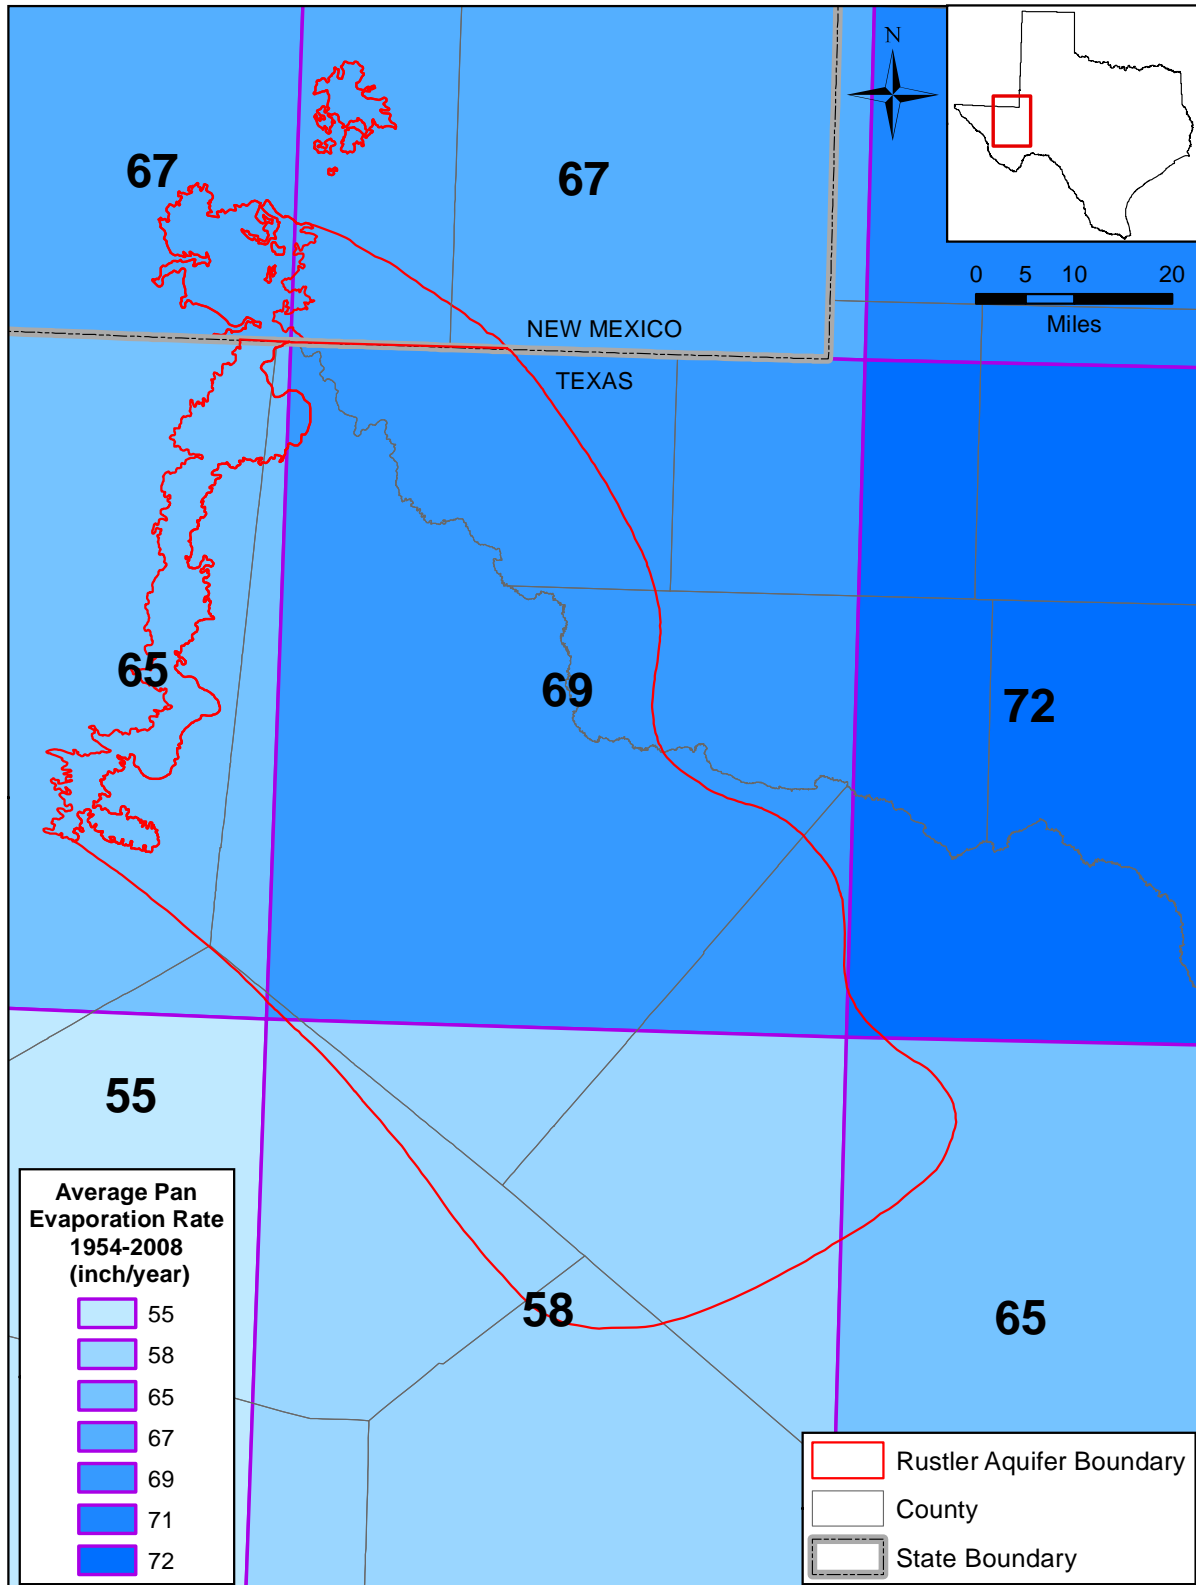 N
67
67
0 5 10 20
Miles
NEW MEXICO
TEXAS
65
69
72
55
58
65
Average Pan
Evaporation Rate
1954-2008
(inch/year)
55
58
65
67
69
71
72
Rustler Aquifer Boundary
County
State Boundary